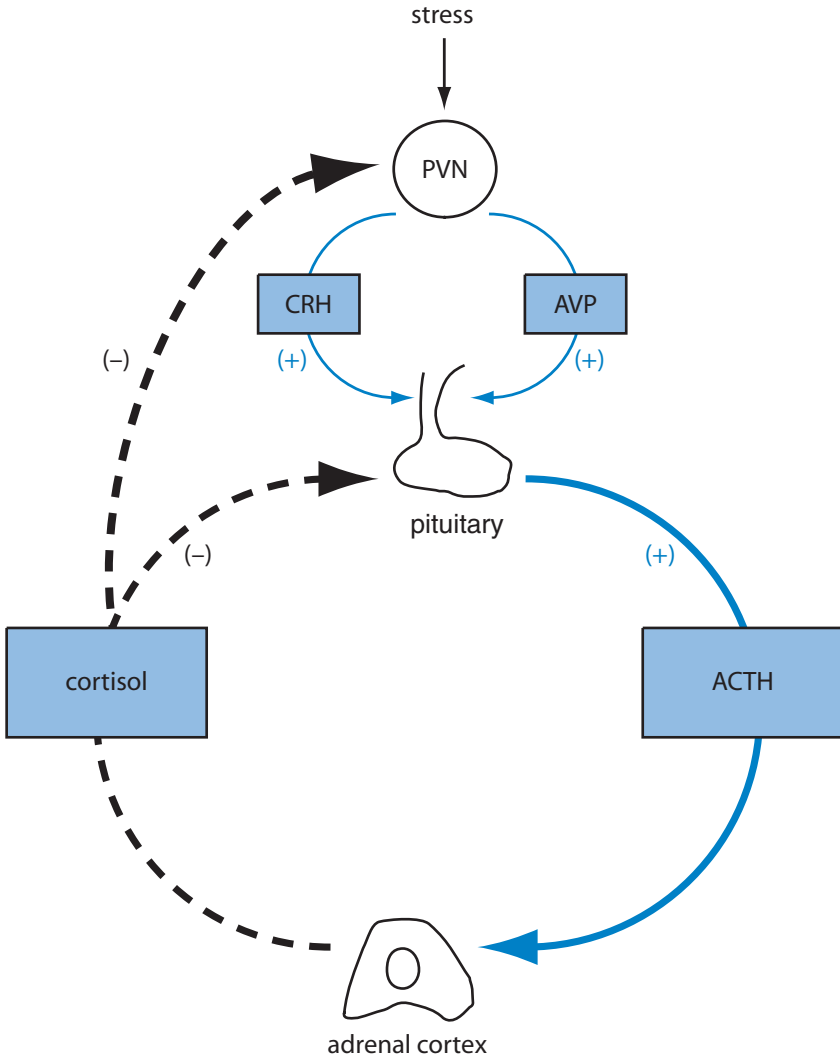 stress
PVN
CRH
AVP
(–)
(+)
(+)
pituitary
(–)
(+)
cortisol
ACTH
adrenal cortex